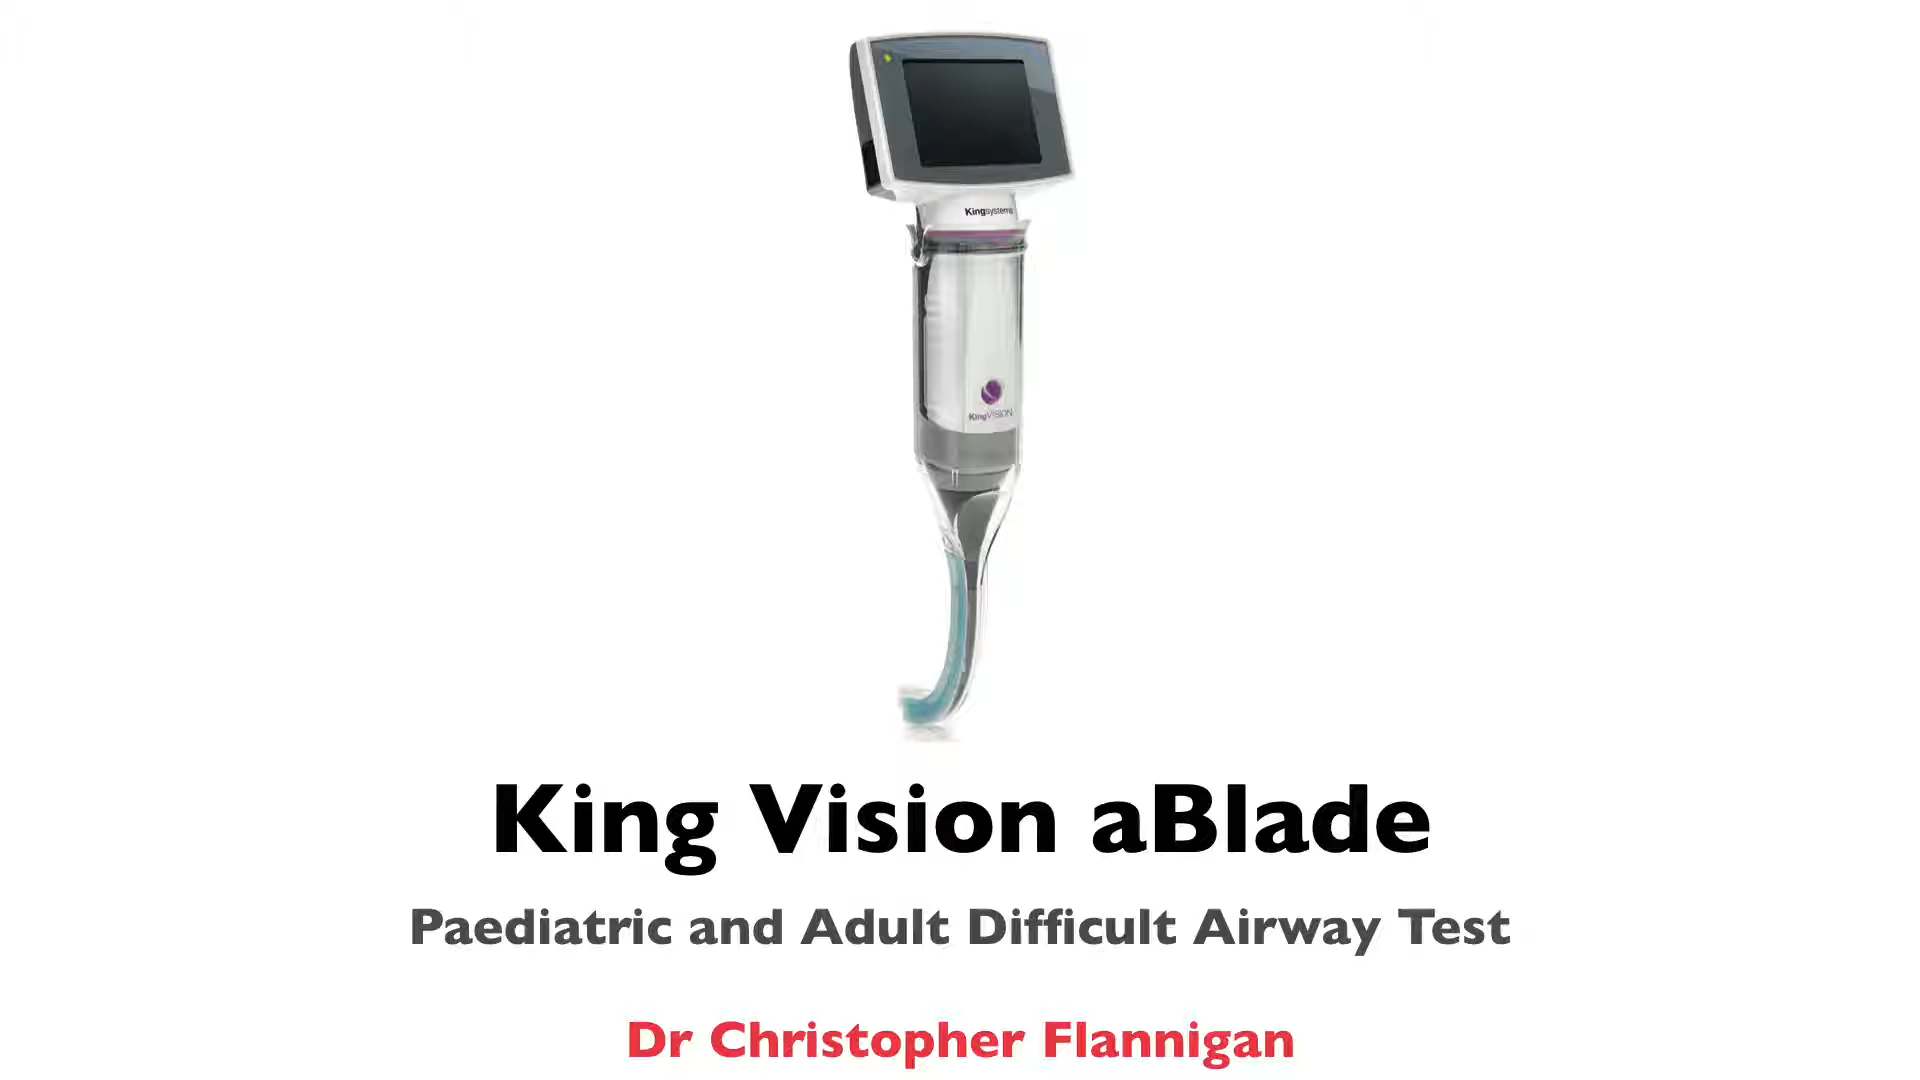 Kingsystems
KingVISION
King Vision aBlade
Paediatric and Adult Difficult Airway Test
Dr Christopher Flannigan